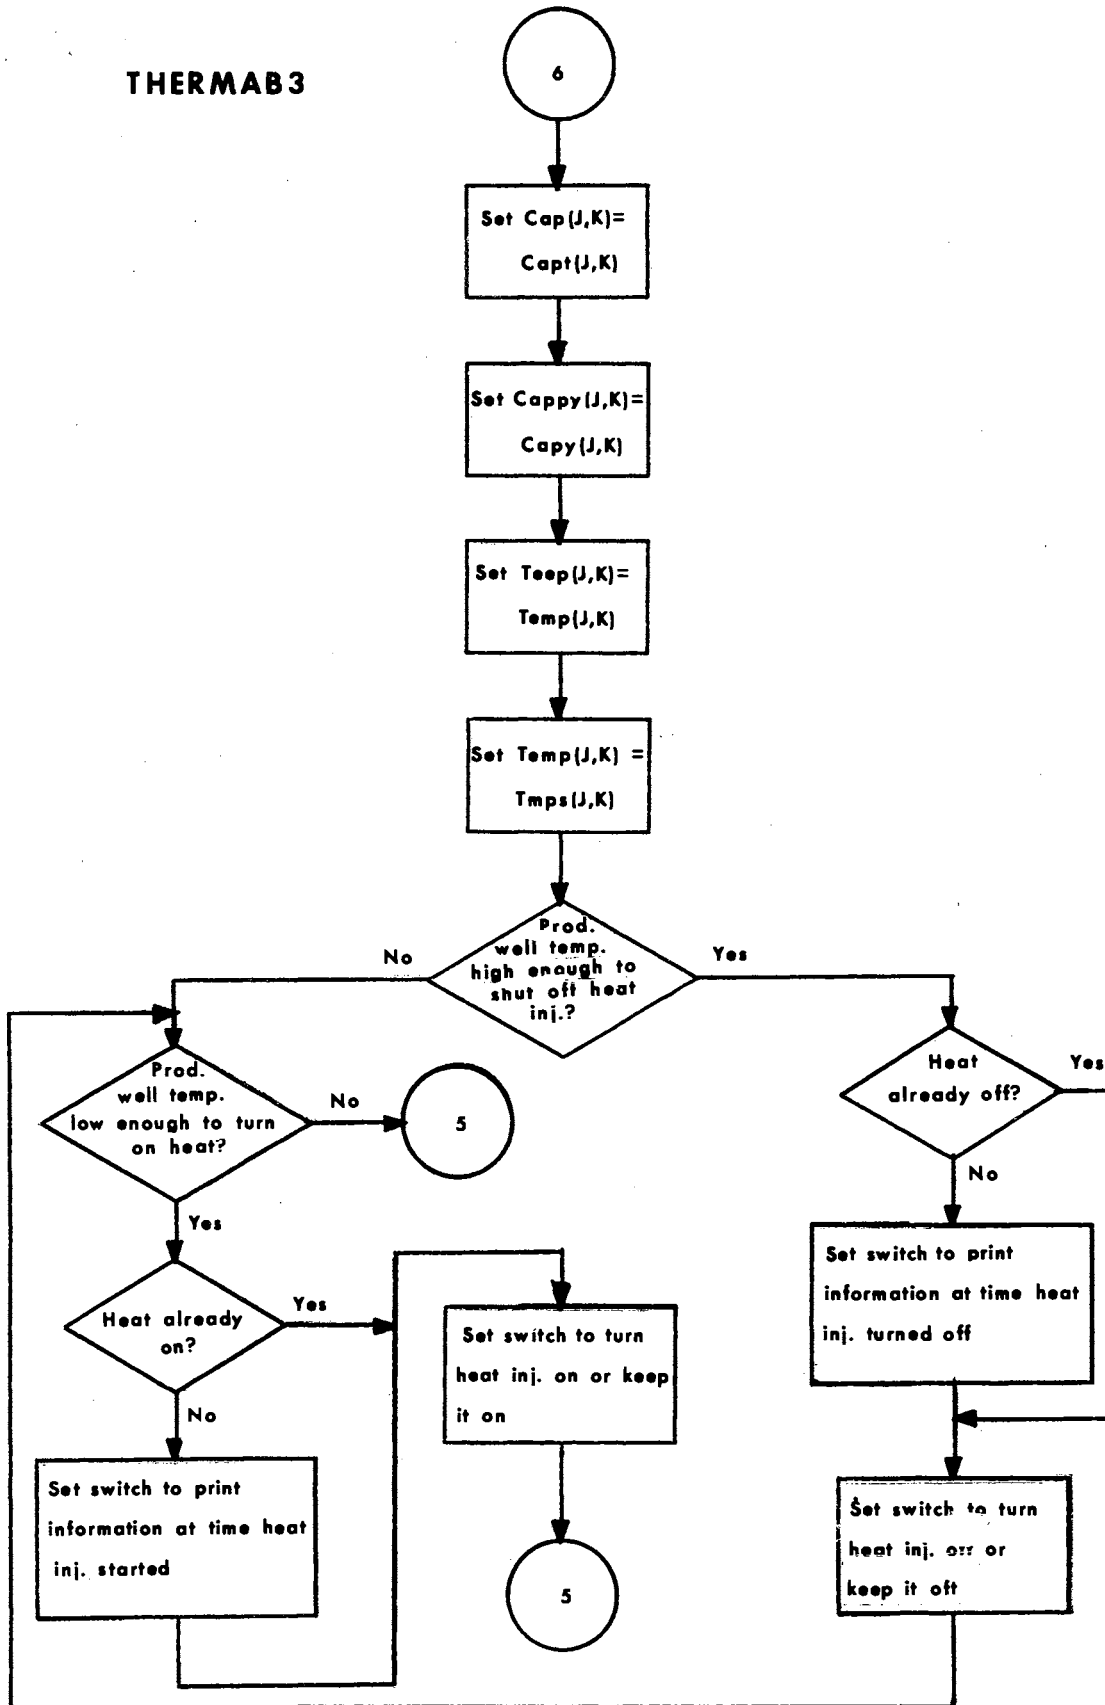 THERMAB3
6
Set Cap(J,K)=
Capt(J,K)
Set Cappy(J,K)=
Capy(J,K)
Set Teep(J,K)=
Temp(J,K)
Set Temp(J,K) =
Tmps(J,K)
Prod.
well temp.
high enough to
shut off heat
inj.?
No
Yes
Prod.
well temp.
low enough to turn
on heat?
No
5
Yes
Heat already
on?
Yes
No
Set switch to print
information at time heat
inj. started
Set switch to turn
heat inj. on or keep
it on
5
Heat
already off?
Yes
No
Set switch to print
information at time heat
inj. turned off
Set switch to turn
heat inj. off or
keep it off